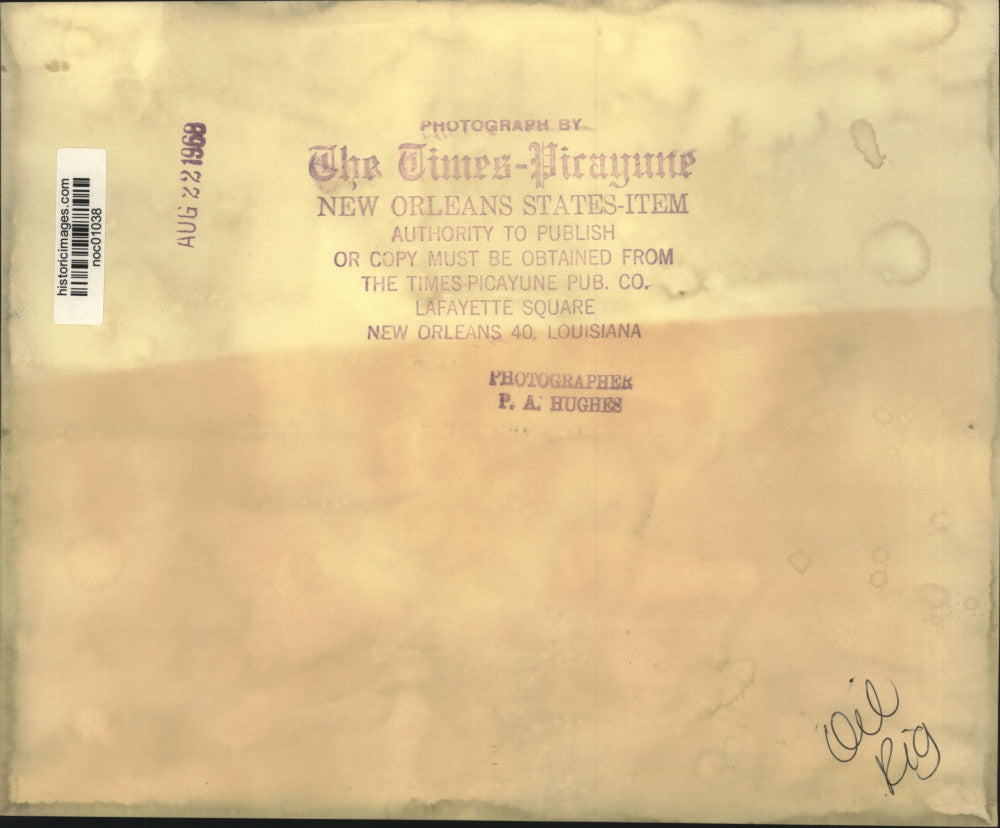 PHOTOGRAPH BY
The Times-Picayune
NEW ORLEANS STATES-ITEM
AUTHORITY TO PUBLISH
OR COPY MUST BE OBTAINED FROM
THE TIMES-PICAYUNE PUB. CO.
LAFAYETTE SQUARE
NEW ORLEANS 40, LOUISIANA
PHOTOGRAPHER
P. A. HUGHES
AUG 22 1968
historicimages.com
noc01038
Oil
Rig